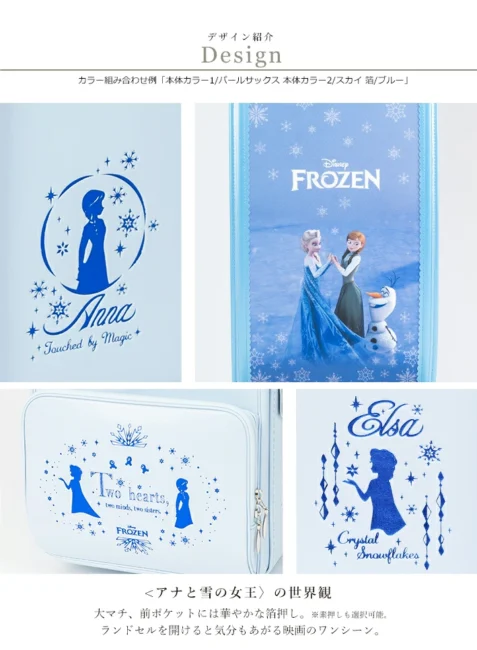 デザイン紹介
Design
カラー組み合わせ例「本体カラー1/パールサックス 本体カラー2/スカイ 箔/ブルー」
Anna
Touched by Magic
Disney
FROZEN
Two hearts,
two minds, two sisters.
Disney
FROZEN
Elsa
Crystal
Snowflakes
<アナと雪の女王〉の世界観
大マチ、前ポケットには華やかな箔押し。※素押しも選択可能。
ランドセルを開けると気分もあがる映画のワンシーン。